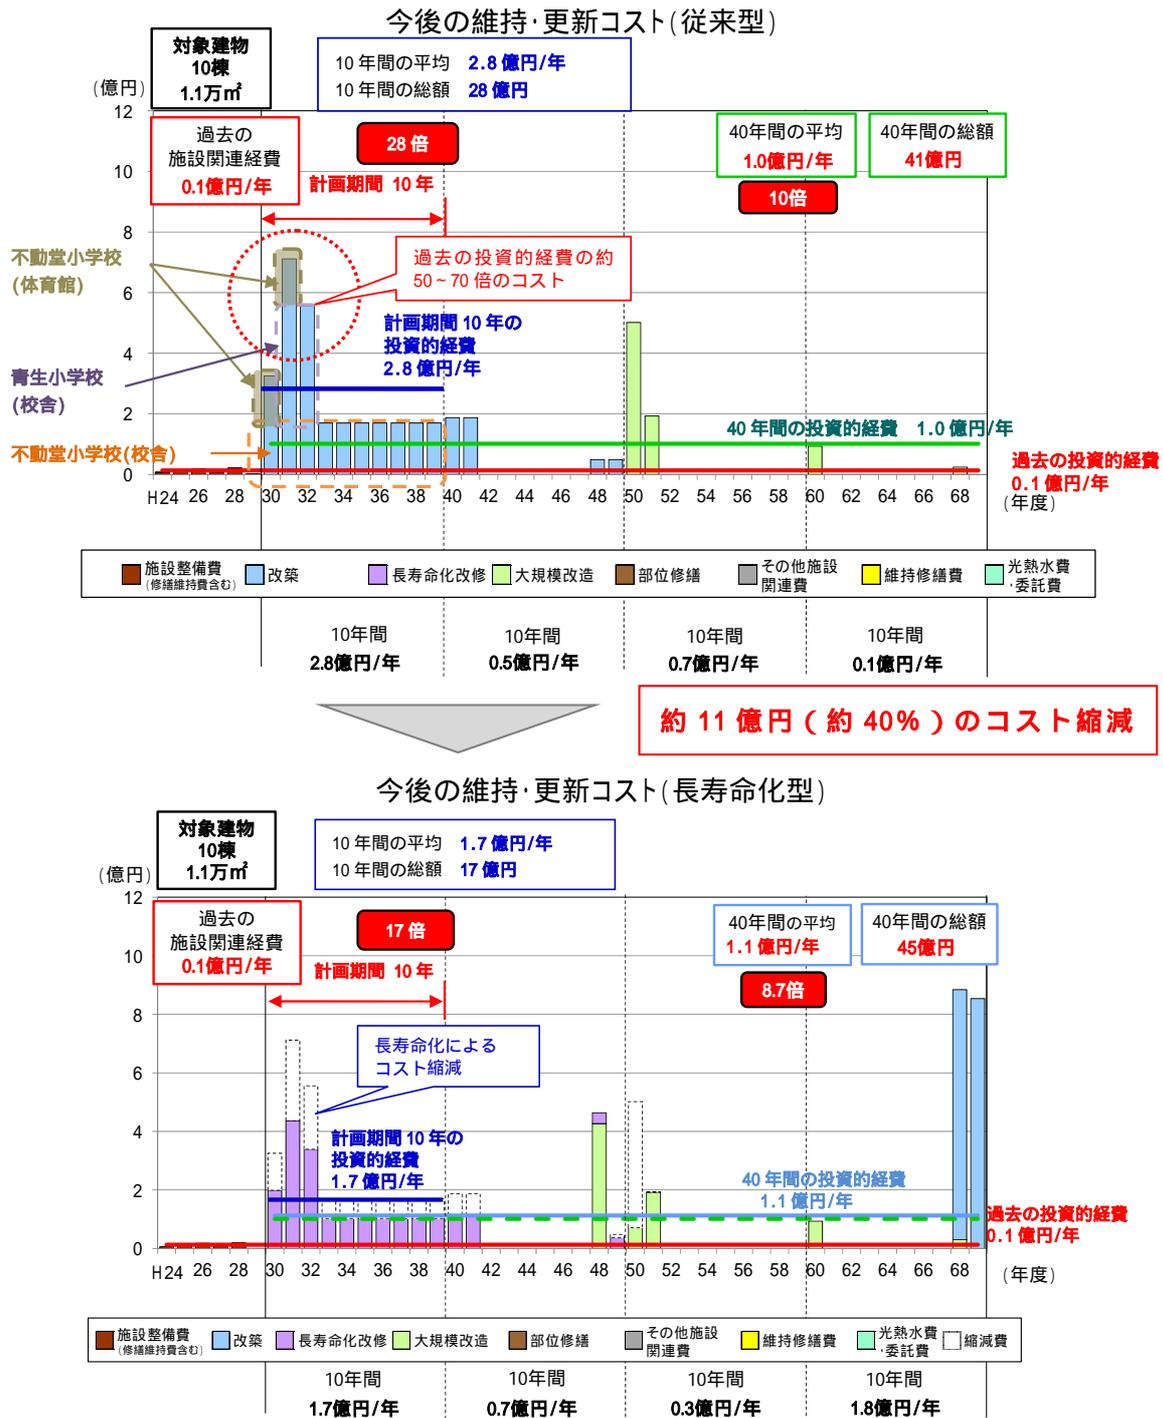 今後の維持・更新コスト(従来型)
対象建物
10棟
1.1万㎡
10年間の平均 2.8億円/年
10年間の総額 28億円
(億円)
過去の
施設関連経費
0.1億円/年
28倍
計画期間 10年
40年間の平均
1.0億円/年
40年間の総額
41億円
10倍
12
10
8
6
4
2
0
不動堂小学校
(体育館)
青生小学校
(校舎)
不動堂小学校(校舎)
過去の投資的経費の約
50~70倍のコスト
計画期間10年の
投資的経費
2.8億円/年
40年間の投資的経費 1.0億円/年
過去の投資的経費
0.1億円/年
H24 26 28 30 32 34 36 38 40 42 44 46 48 50 52 54 56 58 60 62 64 66 68
(年度)
施設整備費
(修繕維持費含む)
改築
長寿命化改修
大規模改造
部位修繕
その他施設
関連費
維持修繕費
光熱水費
・委託費
10年間
2.8億円/年
10年間
0.5億円/年
10年間
0.7億円/年
10年間
0.1億円/年
約11億円(約40%)のコスト縮減
今後の維持・更新コスト(長寿命化型)
対象建物
10棟
1.1万㎡
10年間の平均 1.7億円/年
10年間の総額 17億円
(億円)
過去の
施設関連経費
0.1億円/年
17倍
計画期間 10年
40年間の平均
1.1億円/年
40年間の総額
45億円
8.7倍
12
10
8
6
4
2
0
長寿命化による
コスト縮減
計画期間10年の
投資的経費
1.7億円/年
40年間の投資的経費
1.1億円/年
過去の投資的経費
0.1億円/年
H24 26 28 30 32 34 36 38 40 42 44 46 48 50 52 54 56 58 60 62 64 66 68
(年度)
施設整備費
(修繕維持費含む)
改築
長寿命化改修
大規模改造
部位修繕
その他施設
関連費
維持修繕費
光熱水費
・委託費
縮減費
10年間
1.7億円/年
10年間
0.7億円/年
10年間
0.3億円/年
10年間
1.8億円/年